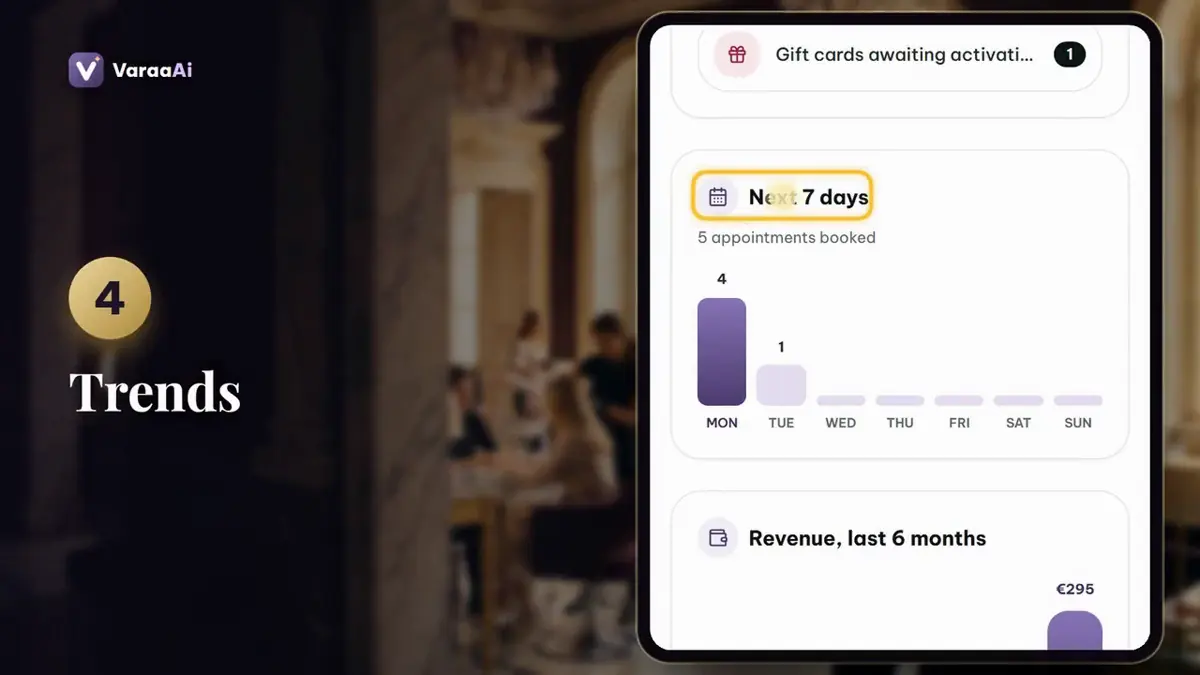 VaraaAi
4
Trends
Gift cards awaiting activati...
1
Next 7 days
5 appointments booked
4
1
MON TUE WED THU FRI SAT SUN
Revenue, last 6 months
€295